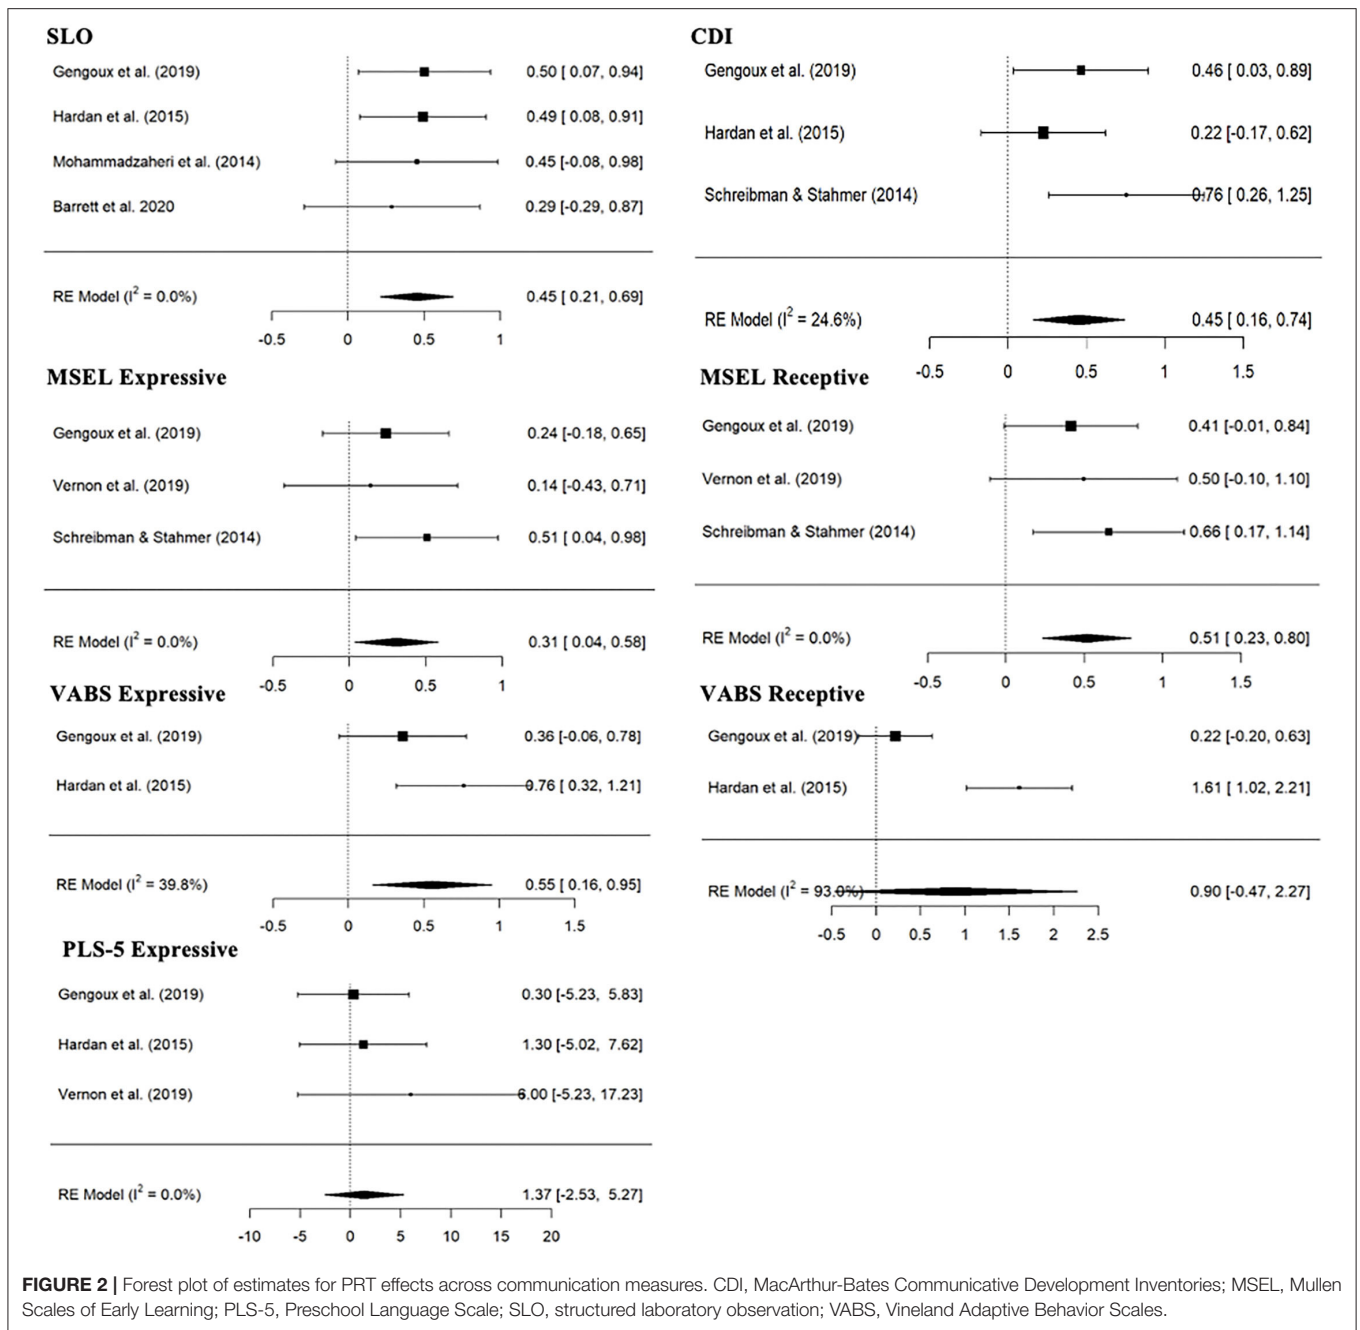 SLO
Gengoux et al. (2019) 0.50 [ 0.07, 0.94]
Hardan et al. (2015) 0.49 [ 0.08, 0.91]
Mohammadzaheri et al. (2014) 0.45 [-0.08, 0.98]
Barrett et al. 2020 0.29 [-0.29, 0.87]
RE Model (I² = 0.0%) 0.45 [ 0.21, 0.69]
-0.5 0 0.5 1
CDI
Gengoux et al. (2019) 0.46 [ 0.03, 0.89]
Hardan et al. (2015) 0.22 [-0.17, 0.62]
Schreibman & Stahmer (2014) 0.76 [ 0.26, 1.25]
RE Model (I² = 24.6%) 0.45 [ 0.16, 0.74]
-0.5 0 0.5 1 1.5
MSEL Expressive
Gengoux et al. (2019) 0.24 [-0.18, 0.65]
Vernon et al. (2019) 0.14 [-0.43, 0.71]
Schreibman & Stahmer (2014) 0.51 [ 0.04, 0.98]
RE Model (I² = 0.0%) 0.31 [ 0.04, 0.58]
-0.5 0 0.5 1
MSEL Receptive
Gengoux et al. (2019) 0.41 [-0.01, 0.84]
Vernon et al. (2019) 0.50 [-0.10, 1.10]
Schreibman & Stahmer (2014) 0.66 [ 0.17, 1.14]
RE Model (I² = 0.0%) 0.51 [ 0.23, 0.80]
-0.5 0 0.5 1 1.5
VABS Expressive
Gengoux et al. (2019) 0.36 [-0.06, 0.78]
Hardan et al. (2015) 0.76 [ 0.32, 1.21]
RE Model (I² = 39.8%) 0.55 [ 0.16, 0.95]
-0.5 0 0.5 1 1.5
VABS Receptive
Gengoux et al. (2019) 0.22 [-0.20, 0.63]
Hardan et al. (2015) 1.61 [ 1.02, 2.21]
RE Model (I² = 93.0%) 0.90 [-0.47, 2.27]
-0.5 0 0.5 1 1.5 2 2.5
PLS-5 Expressive
Gengoux et al. (2019) 0.30 [-5.23, 5.83]
Hardan et al. (2015) 1.30 [-5.02, 7.62]
Vernon et al. (2019) 6.00 [-5.23, 17.23]
RE Model (I² = 0.0%) 1.37 [-2.53, 5.27]
-10 -5 0 5 10 15 20
FIGURE 2 | Forest plot of estimates for PRT effects across communication measures. CDI, MacArthur-Bates Communicative Development Inventories; MSEL, Mullen
Scales of Early Learning; PLS-5, Preschool Language Scale; SLO, structured laboratory observation; VABS, Vineland Adaptive Behavior Scales.